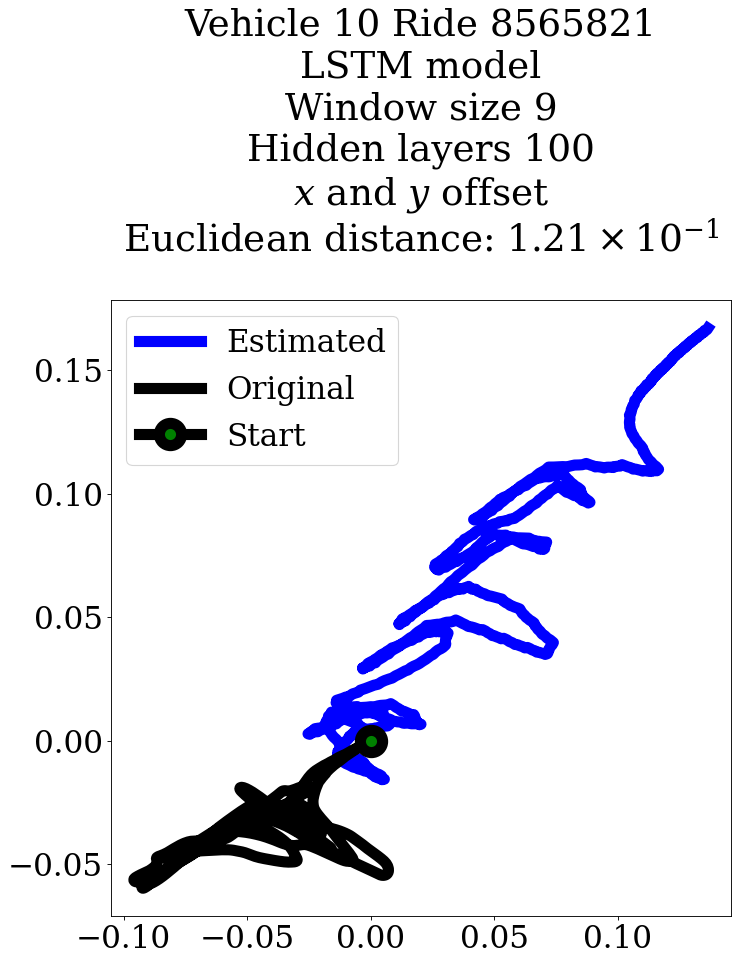 Vehicle 10 Ride 8565821
LSTM model
Window size 9
Hidden layers 100
x and y offset
Euclidean distance: 1.21 × 10⁻¹
Estimated
Original
Start
0.15
0.10
0.05
0.00
−0.05
−0.10 −0.05 0.00 0.05 0.10